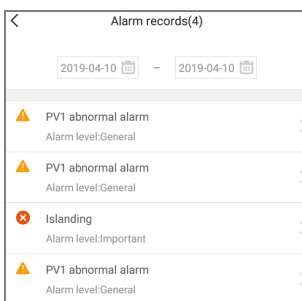 Alarm records(4)
2019-04-10 – 2019-04-10
PV1 abnormal alarm
Alarm level:General
PV1 abnormal alarm
Alarm level:General
Islanding
Alarm level:Important
PV1 abnormal alarm
Alarm level:General